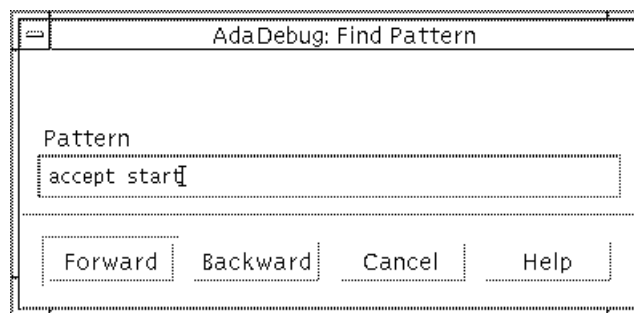 AdaDebug: Find Pattern
Pattern
accept start
Forward Backward Cancel Help